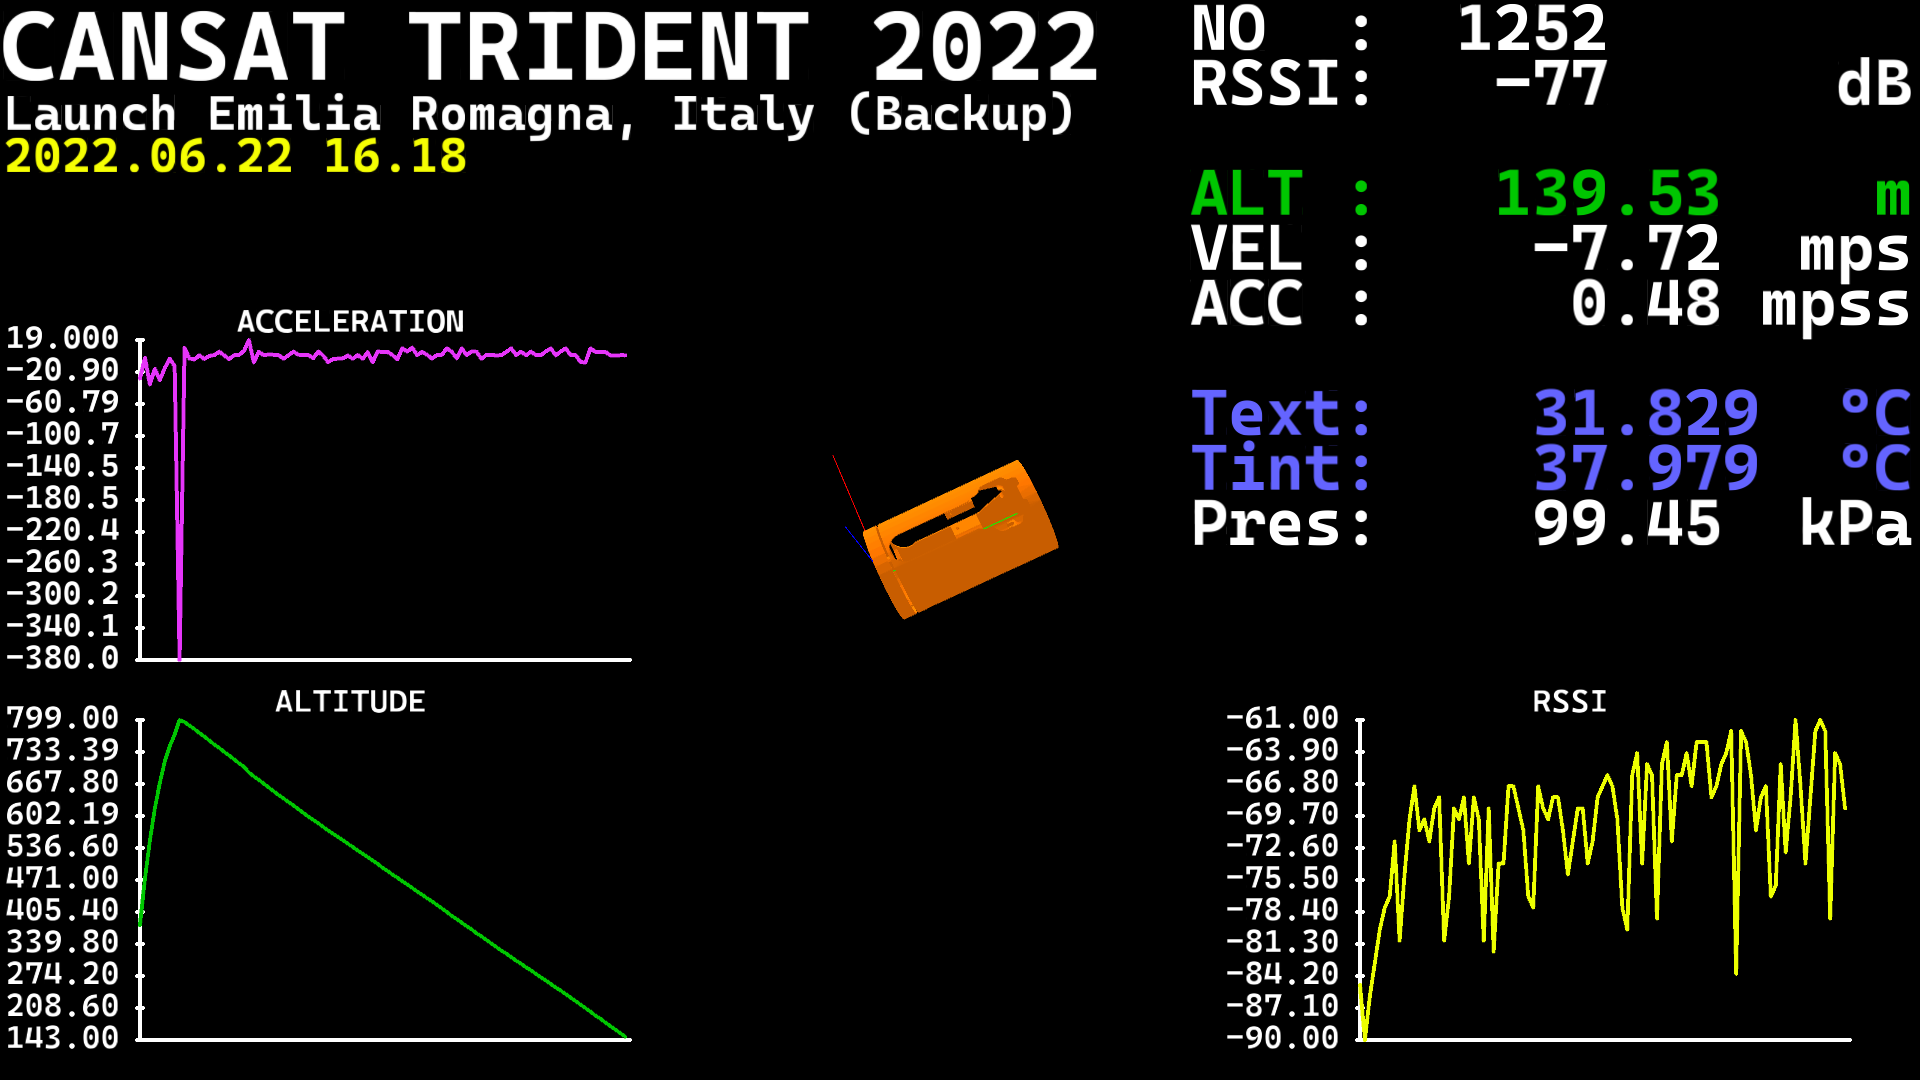 CANSAT TRIDENT 2022
Launch Emilia Romagna, Italy (Backup)
2022.06.22 16.18
NO : 1252
RSSI: -77 dB
ALT : 139.53 m
VEL : -7.72 mps
ACC : 0.48 mpss
Text: 31.829 °C
Tint: 37.979 °C
Pres: 99.45 kPa
ACCELERATION
19.000
-20.90
-60.79
-100.7
-140.5
-180.5
-220.4
-260.3
-300.2
-340.1
-380.0
ALTITUDE
799.00
733.39
667.80
602.19
536.60
471.00
405.40
339.80
274.20
208.60
143.00
RSSI
-61.00
-63.90
-66.80
-69.70
-72.60
-75.50
-78.40
-81.30
-84.20
-87.10
-90.00